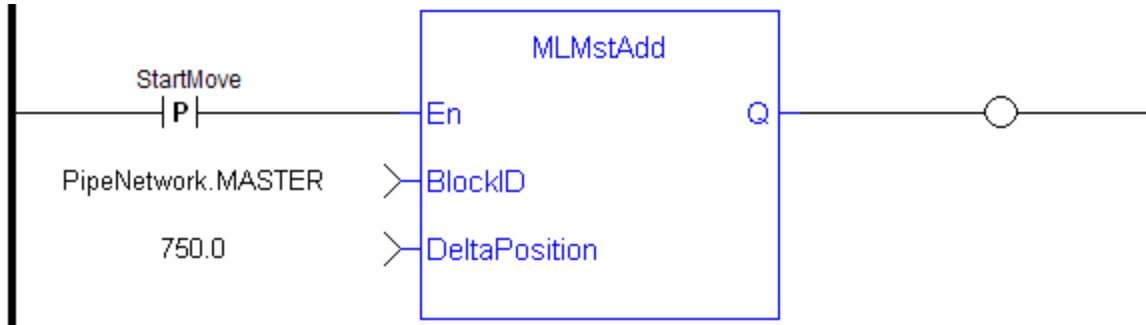 MLMstAdd
StartMove
P
En Q
PipeNetwork.MASTER BlockID
750.0 DeltaPosition